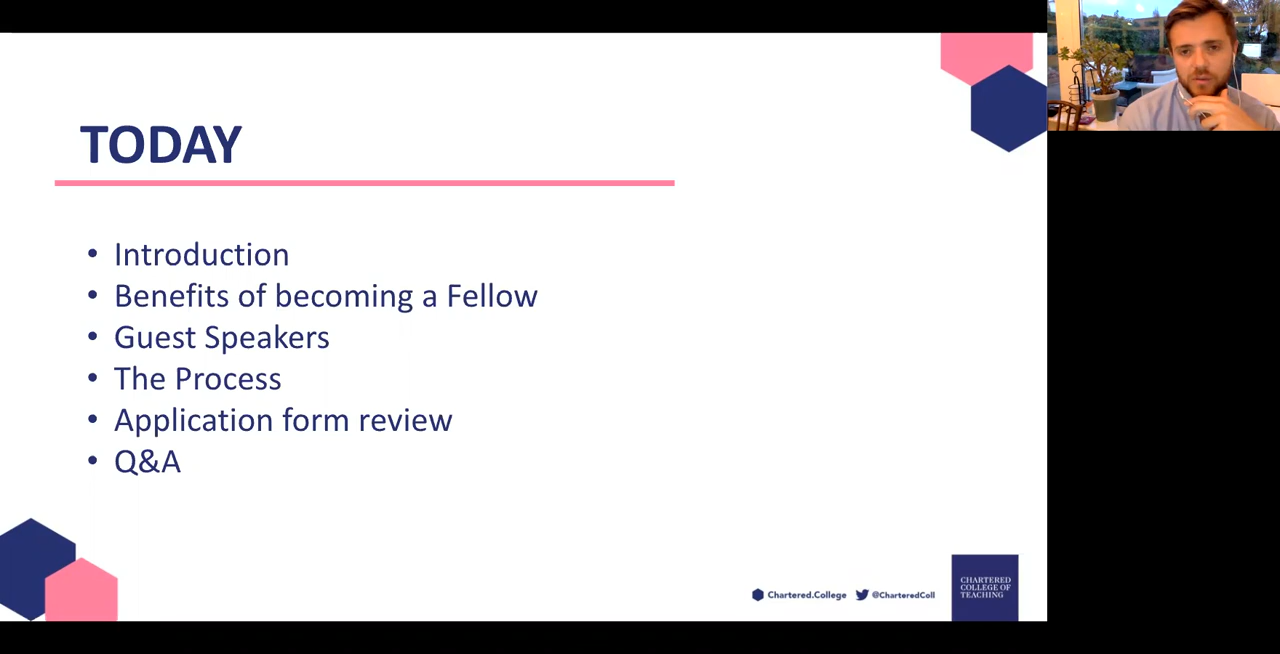 TODAY
• Introduction
• Benefits of becoming a Fellow
• Guest Speakers
• The Process
• Application form review
• Q&A
Chartered.College @CharteredColl
CHARTERED
COLLEGE OF
TEACHING